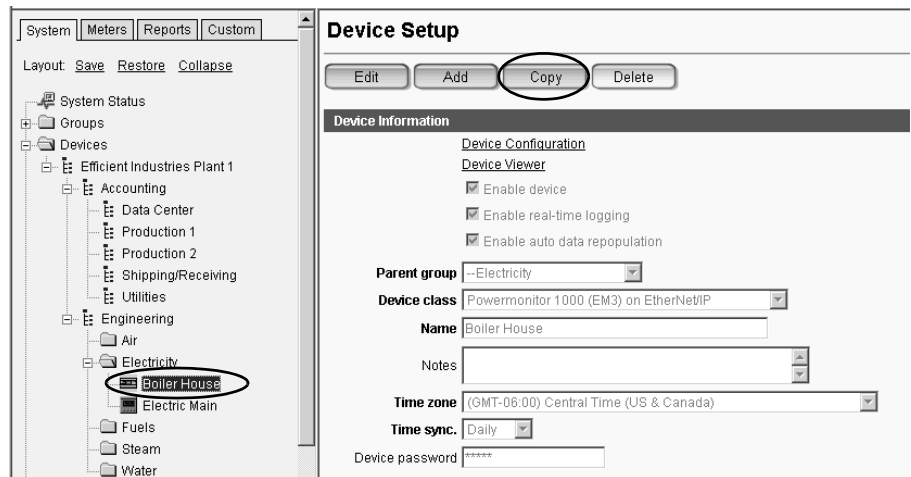 System Meters Reports Custom
Layout: Save Restore Collapse
System Status
Groups
Devices
Efficient Industries Plant 1
Accounting
Data Center
Production 1
Production 2
Shipping/Receiving
Utilities
Engineering
Air
Electricity
Boiler House
Electric Main
Fuels
Steam
Water
Device Setup
Edit Add Copy Delete
Device Information
Device Configuration
Device Viewer
Enable device
Enable real-time logging
Enable auto data repopulation
Parent group --Electricity
Device class Powermonitor 1000 (EM3) on EtherNet/IP
Name Boiler House
Notes
Time zone (GMT-06:00) Central Time (US & Canada)
Time sync. Daily
Device password *****